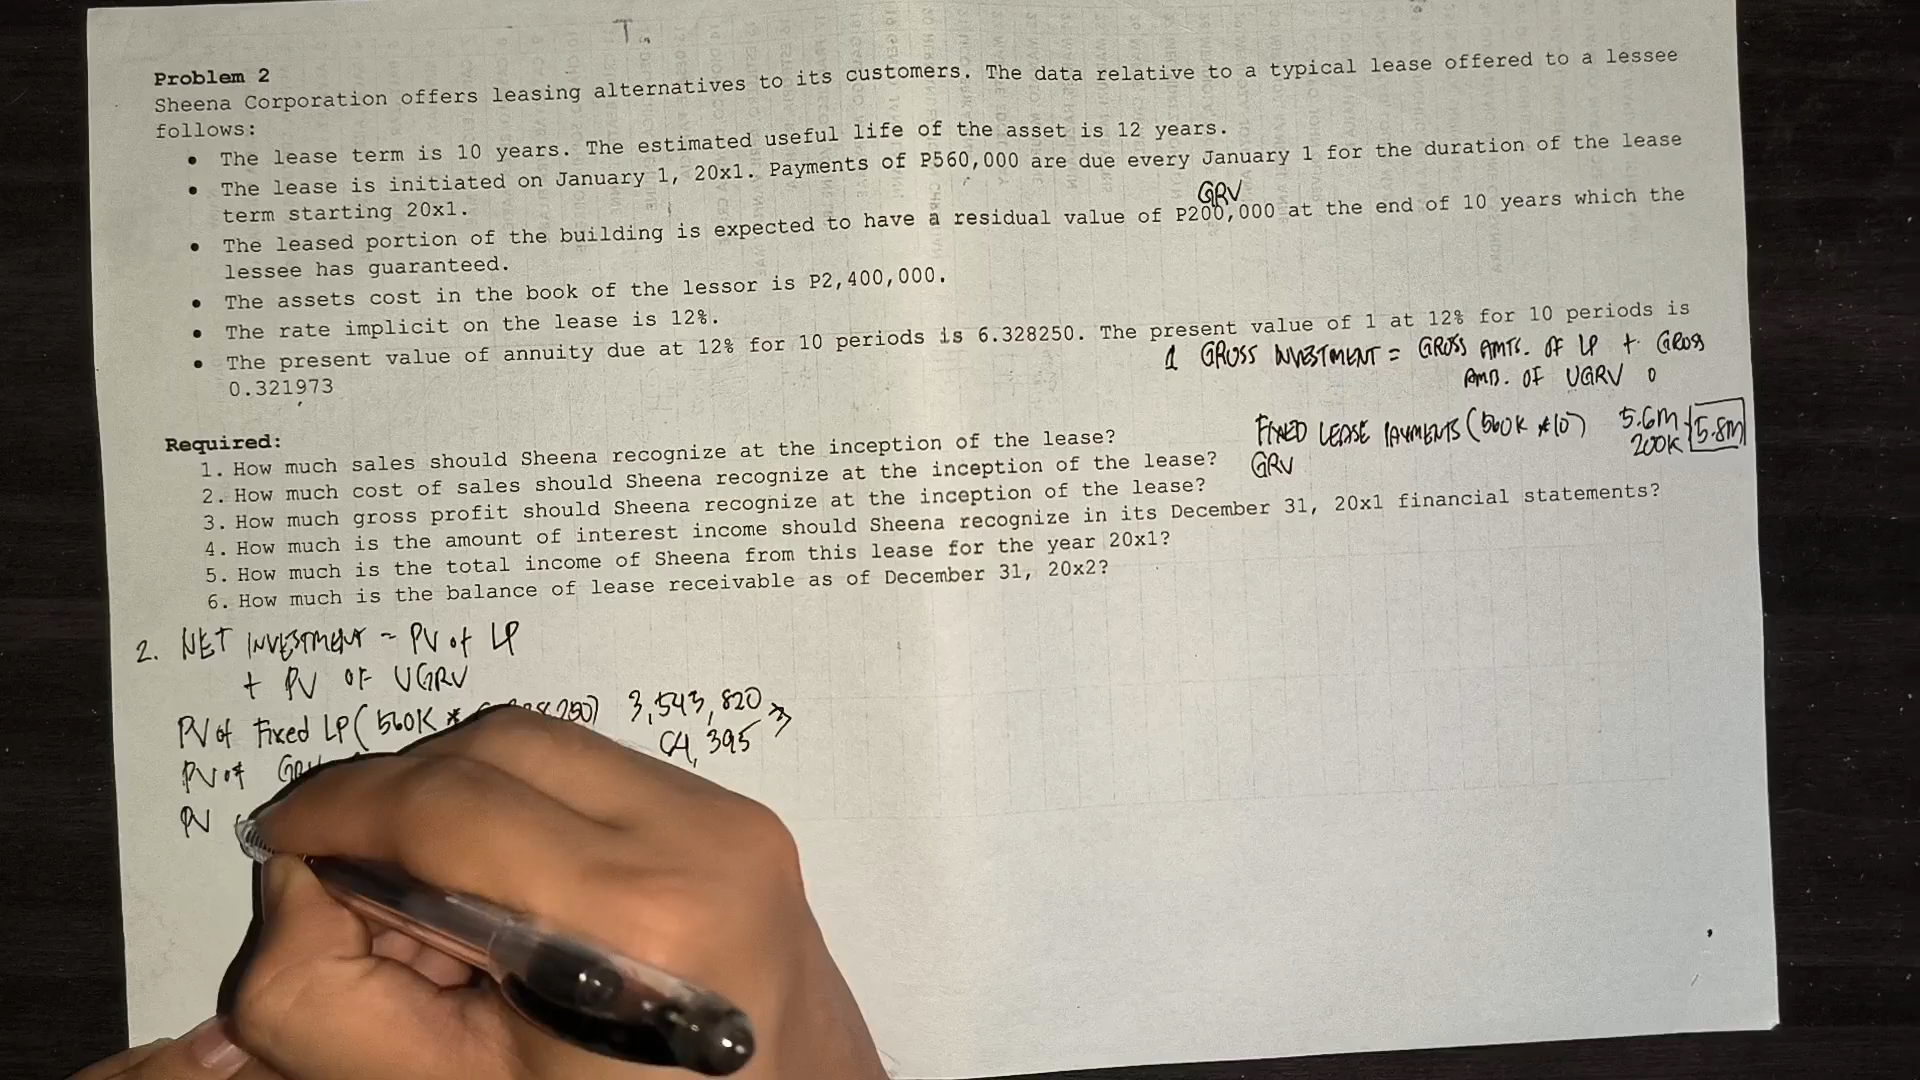 T.
Problem 2
Sheena Corporation offers leasing alternatives to its customers. The data relative to a typical lease offered to a lessee
follows:
• The lease term is 10 years. The estimated useful life of the asset is 12 years.
• The lease is initiated on January 1, 20x1. Payments of P560,000 are due every January 1 for the duration of the lease
term starting 20x1.
GRV
• The leased portion of the building is expected to have a residual value of P200,000 at the end of 10 years which the
lessee has guaranteed.
• The assets cost in the book of the lessor is P2,400,000.
• The rate implicit on the lease is 12%.
• The present value of annuity due at 12% for 10 periods is 6.328250. The present value of 1 at 12% for 10 periods is
0.321973
1 GROSS INVESTMENT = GROSS AMTS. OF LP + GROSS
OF UGRV 0
FIXED LEASE PAYMENTS (560K *10) 5.6M
GRV 200K 5.8M
Required:
1. How much sales should Sheena recognize at the inception of the lease?
2. How much cost of sales should Sheena recognize at the inception of the lease?
3. How much gross profit should Sheena recognize at the inception of the lease?
4. How much is the amount of interest income should Sheena recognize in its December 31, 20x1 financial statements?
5. How much is the total income of Sheena from this lease for the year 20x1?
6. How much is the balance of lease receivable as of December 31, 20x2?
2. NET INVESTMENT = PV of LP
+ PV OF UGRV
PV of Fixed LP (560K * 3,543,820
PV of 395
PV